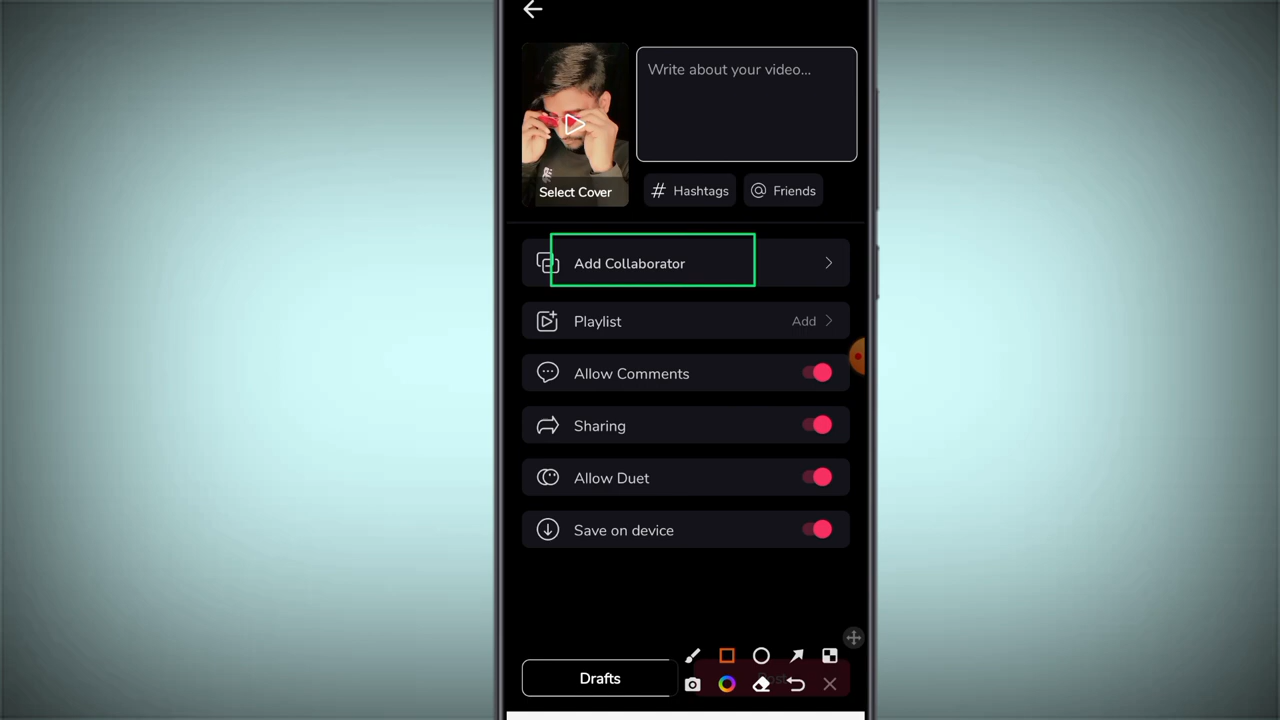 Write about your video...
Select Cover
# Hashtags
@ Friends
Add Collaborator
Playlist
Add
Allow Comments
Sharing
Allow Duet
Save on device
Drafts